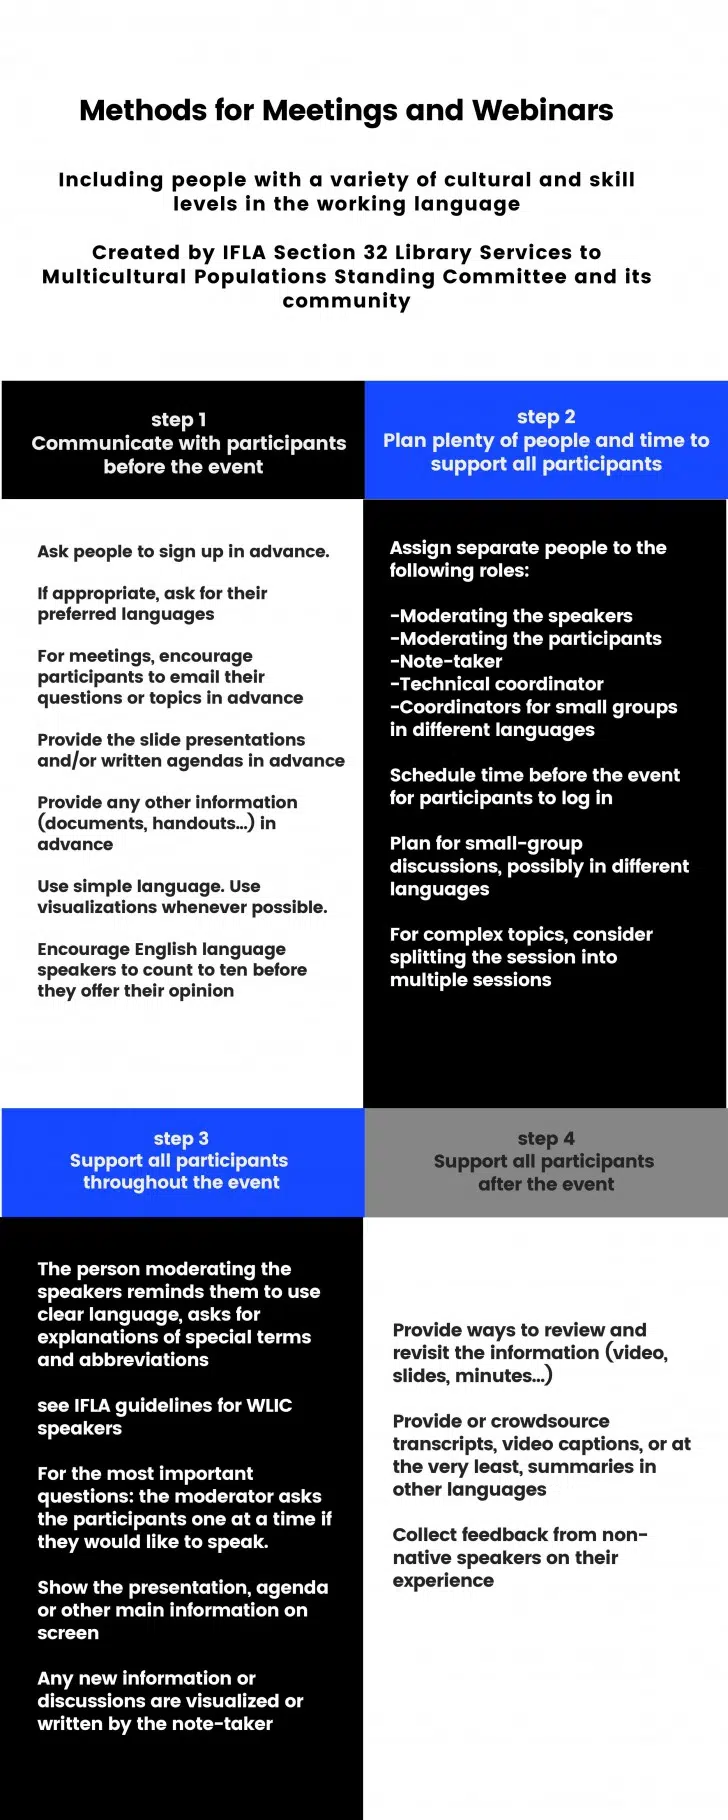 Methods for Meetings and Webinars
Including people with a variety of cultural and skill
levels in the working language
Created by IFLA Section 32 Library Services to
Multicultural Populations Standing Committee and its
community
step 1
Communicate with participants
before the event
Ask people to sign up in advance.
If appropriate, ask for their
preferred languages
For meetings, encourage
participants to email their
questions or topics in advance
Provide the slide presentations
and/or written agendas in advance
Provide any other information
(documents, handouts...) in
advance
Use simple language. Use
visualizations whenever possible.
Encourage English language
speakers to count to ten before
they offer their opinion
step 2
Plan plenty of people and time to
support all participants
Assign separate people to the
following roles:
-Moderating the speakers
-Moderating the participants
-Note-taker
-Technical coordinator
-Coordinators for small groups
in different languages
Schedule time before the event
for participants to log in
Plan for small-group
discussions, possibly in different
languages
For complex topics, consider
splitting the session into
multiple sessions
step 3
Support all participants
throughout the event
The person moderating the
speakers reminds them to use
clear language, asks for
explanations of special terms
and abbreviations
see IFLA guidelines for WLIC
speakers
For the most important
questions: the moderator asks
the participants one at a time if
they would like to speak.
Show the presentation, agenda
or other main information on
screen
Any new information or
discussions are visualized or
written by the note-taker
step 4
Support all participants
after the event
Provide ways to review and
revisit the information (video,
slides, minutes...)
Provide or crowdsource
transcripts, video captions, or at
the very least, summaries in
other languages
Collect feedback from non-
native speakers on their
experience